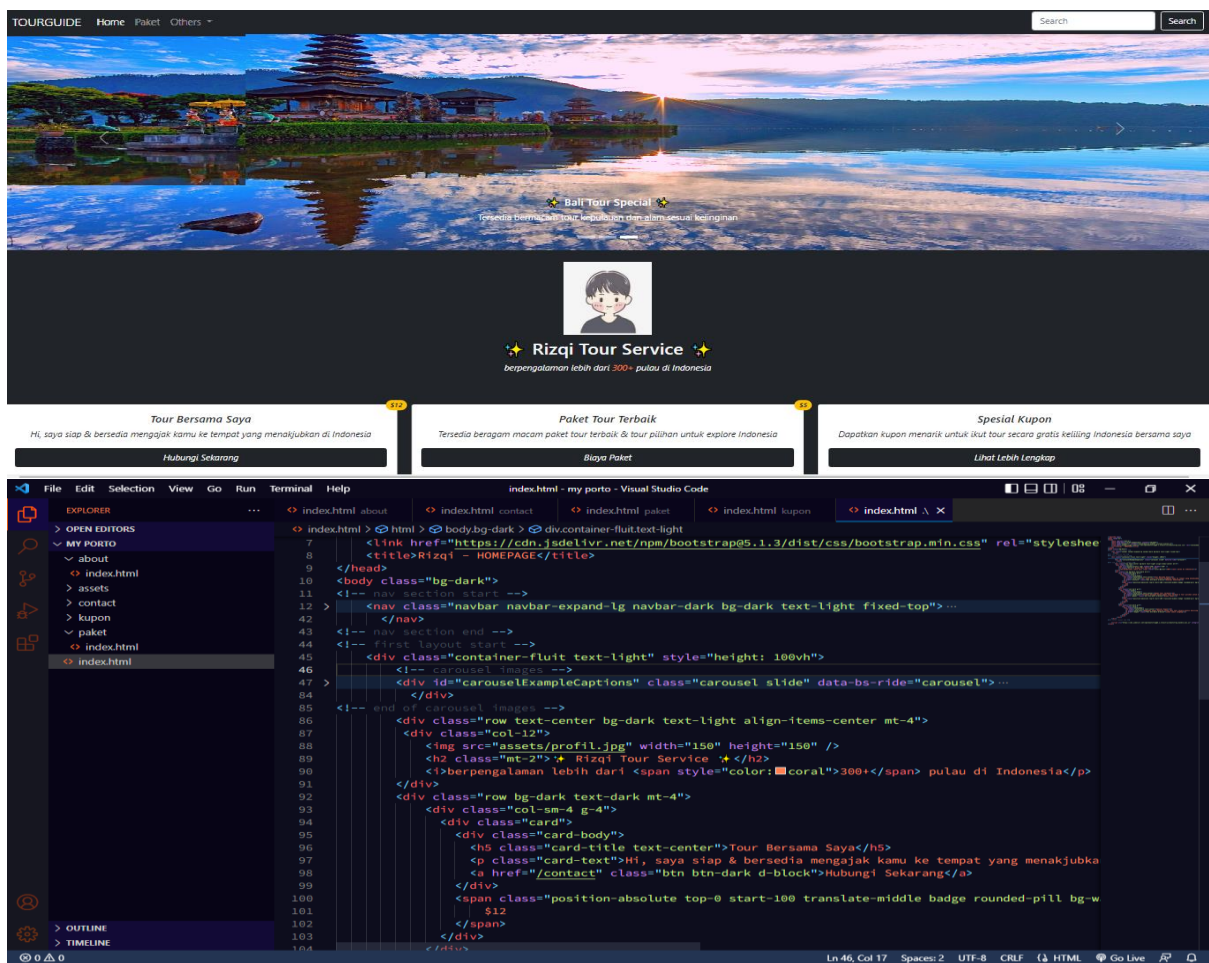 TOURGUIDE Home Paket Others
Search Search
✨ Bali Tour Special ✨
Tersedia bermacam tour kepulauan dan alam sesuai keiinginan
✨ Rizqi Tour Service ✨
berpengalaman lebih dari 300+ pulau di Indonesia
$12
$5
Tour Bersama Saya
Hi, saya siap & bersedia mengajak kamu ke tempat yang menakjubkan di Indonesia
Hubungi Sekarang
Paket Tour Terbaik
Tersedia beragam macam paket tour terbaik & tour pilihan untuk explore Indonesia
Biaya Paket
Spesial Kupon
Dapatkan kupon menarik untuk ikut tour secara gratis keliling Indonesia bersama saya
Lihat Lebih Lengkap
File Edit Selection View Go Run Terminal Help index.html - my porto - Visual Studio Code
EXPLORER ···
> OPEN EDITORS
MY PORTO
about
<> index.html
> assets
> contact
> kupon
paket
<> index.html
<> index.html
> OUTLINE
> TIMELINE
<> index.html about <> index.html contact <> index.html paket <> index.html kupon <> index.html .\ ×
<> index.html > html > body.bg-dark > div.container-fluit.text-light
7 <link href="https://cdn.jsdelivr.net/npm/bootstrap@5.1.3/dist/css/bootstrap.min.css" rel="styleshee
8 <title>Rizqi - HOMEPAGE</title>
9 </head>
10 <body class="bg-dark">
11 <!-- nav section start -->
12 > <nav class="navbar navbar-expand-lg navbar-dark bg-dark text-light fixed-top">···
42 </nav>
43 <!-- nav section end -->
44 <!-- first layout start -->
45 <div class="container-fluit text-light" style="height: 100vh">
46 <!-- carousel images -->
47 > <div id="carouselExampleCaptions" class="carousel slide" data-bs-ride="carousel">···
84 </div>
85 <!-- end of carousel images -->
86 <div class="row text-center bg-dark text-light align-items-center mt-4">
87 <div class="col-12">
88 <img src="assets/profil.jpg" width="150" height="150" />
89 <h2 class="mt-2">✨ Rizqi Tour Service ✨</h2>
90 <i>berpengalaman lebih dari <span style="color:coral">300+</span> pulau di Indonesia</p>
91 </div>
92 <div class="row bg-dark text-dark mt-4">
93 <div class="col-sm-4 g-4">
94 <div class="card">
95 <div class="card-body">
96 <h5 class="card-title text-center">Tour Bersama Saya</h5>
97 <p class="card-text">Hi, saya siap & bersedia mengajak kamu ke tempat yang menakjubka
98 <a href="/contact" class="btn btn-dark d-block">Hubungi Sekarang</a>
99 </div>
100 <span class="position-absolute top-0 start-100 translate-middle badge rounded-pill bg-w
101 $12
102 </span>
103 </div>
104 </div>
0 0 Ln 46, Col 17 Spaces: 2 UTF-8 CRLF HTML Go Live